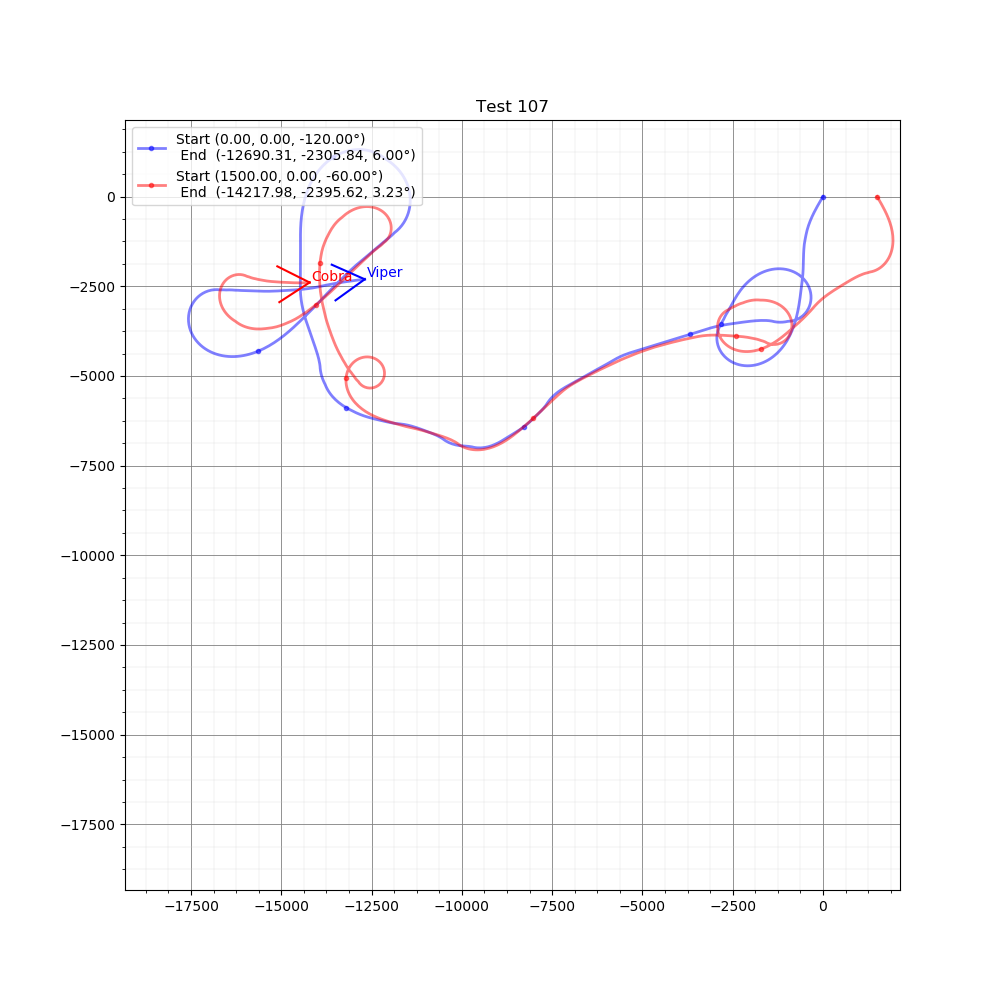 Test 107
Start (0.00, 0.00, -120.00°)
End  (-12690.31, -2305.84, 6.00°)
Start (1500.00, 0.00, -60.00°)
End  (-14217.98, -2395.62, 3.23°)
Cobra
Viper
0
−2500
−5000
−7500
−10000
−12500
−15000
−17500
−17500 −15000 −12500 −10000 −7500 −5000 −2500 0